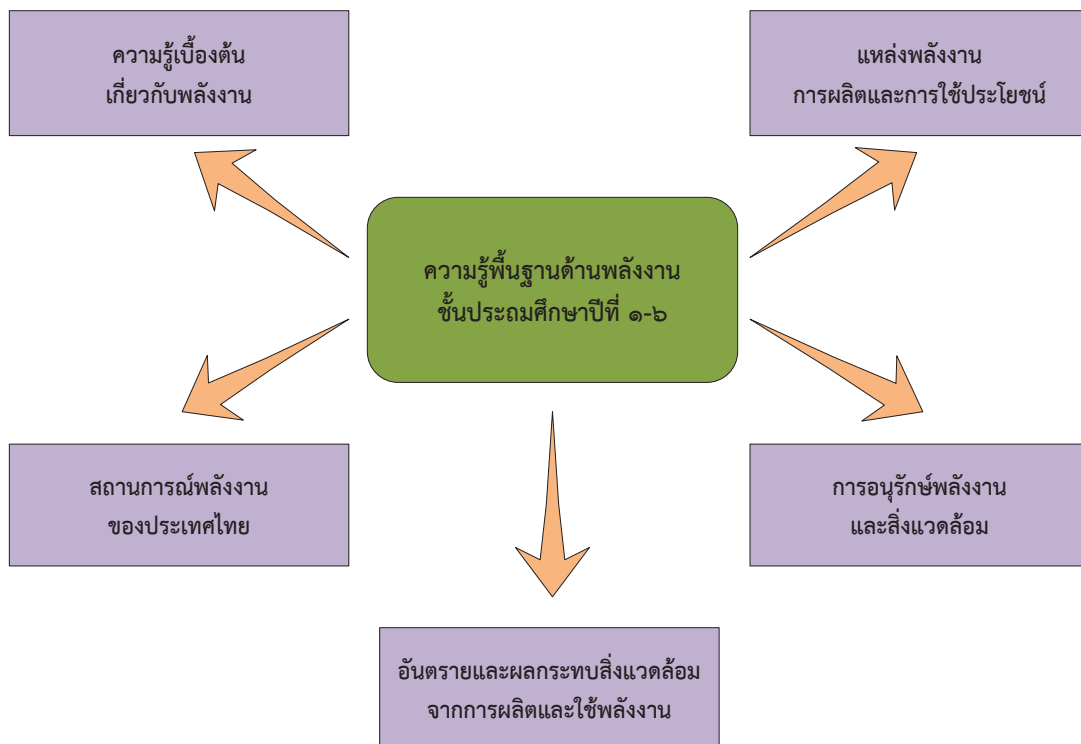 ความรู้เบื้องต้น
เกี่ยวกับพลังงาน
แหล่งพลังงาน
การผลิตและการใช้ประโยชน์
ความรู้พื้นฐานด้านพลังงาน
ชั้นประถมศึกษาปีที่ ๑-๖
สถานการณ์พลังงาน
ของประเทศไทย
การอนุรักษ์พลังงาน
และสิ่งแวดล้อม
อันตรายและผลกระทบสิ่งแวดล้อม
จากการผลิตและใช้พลังงาน